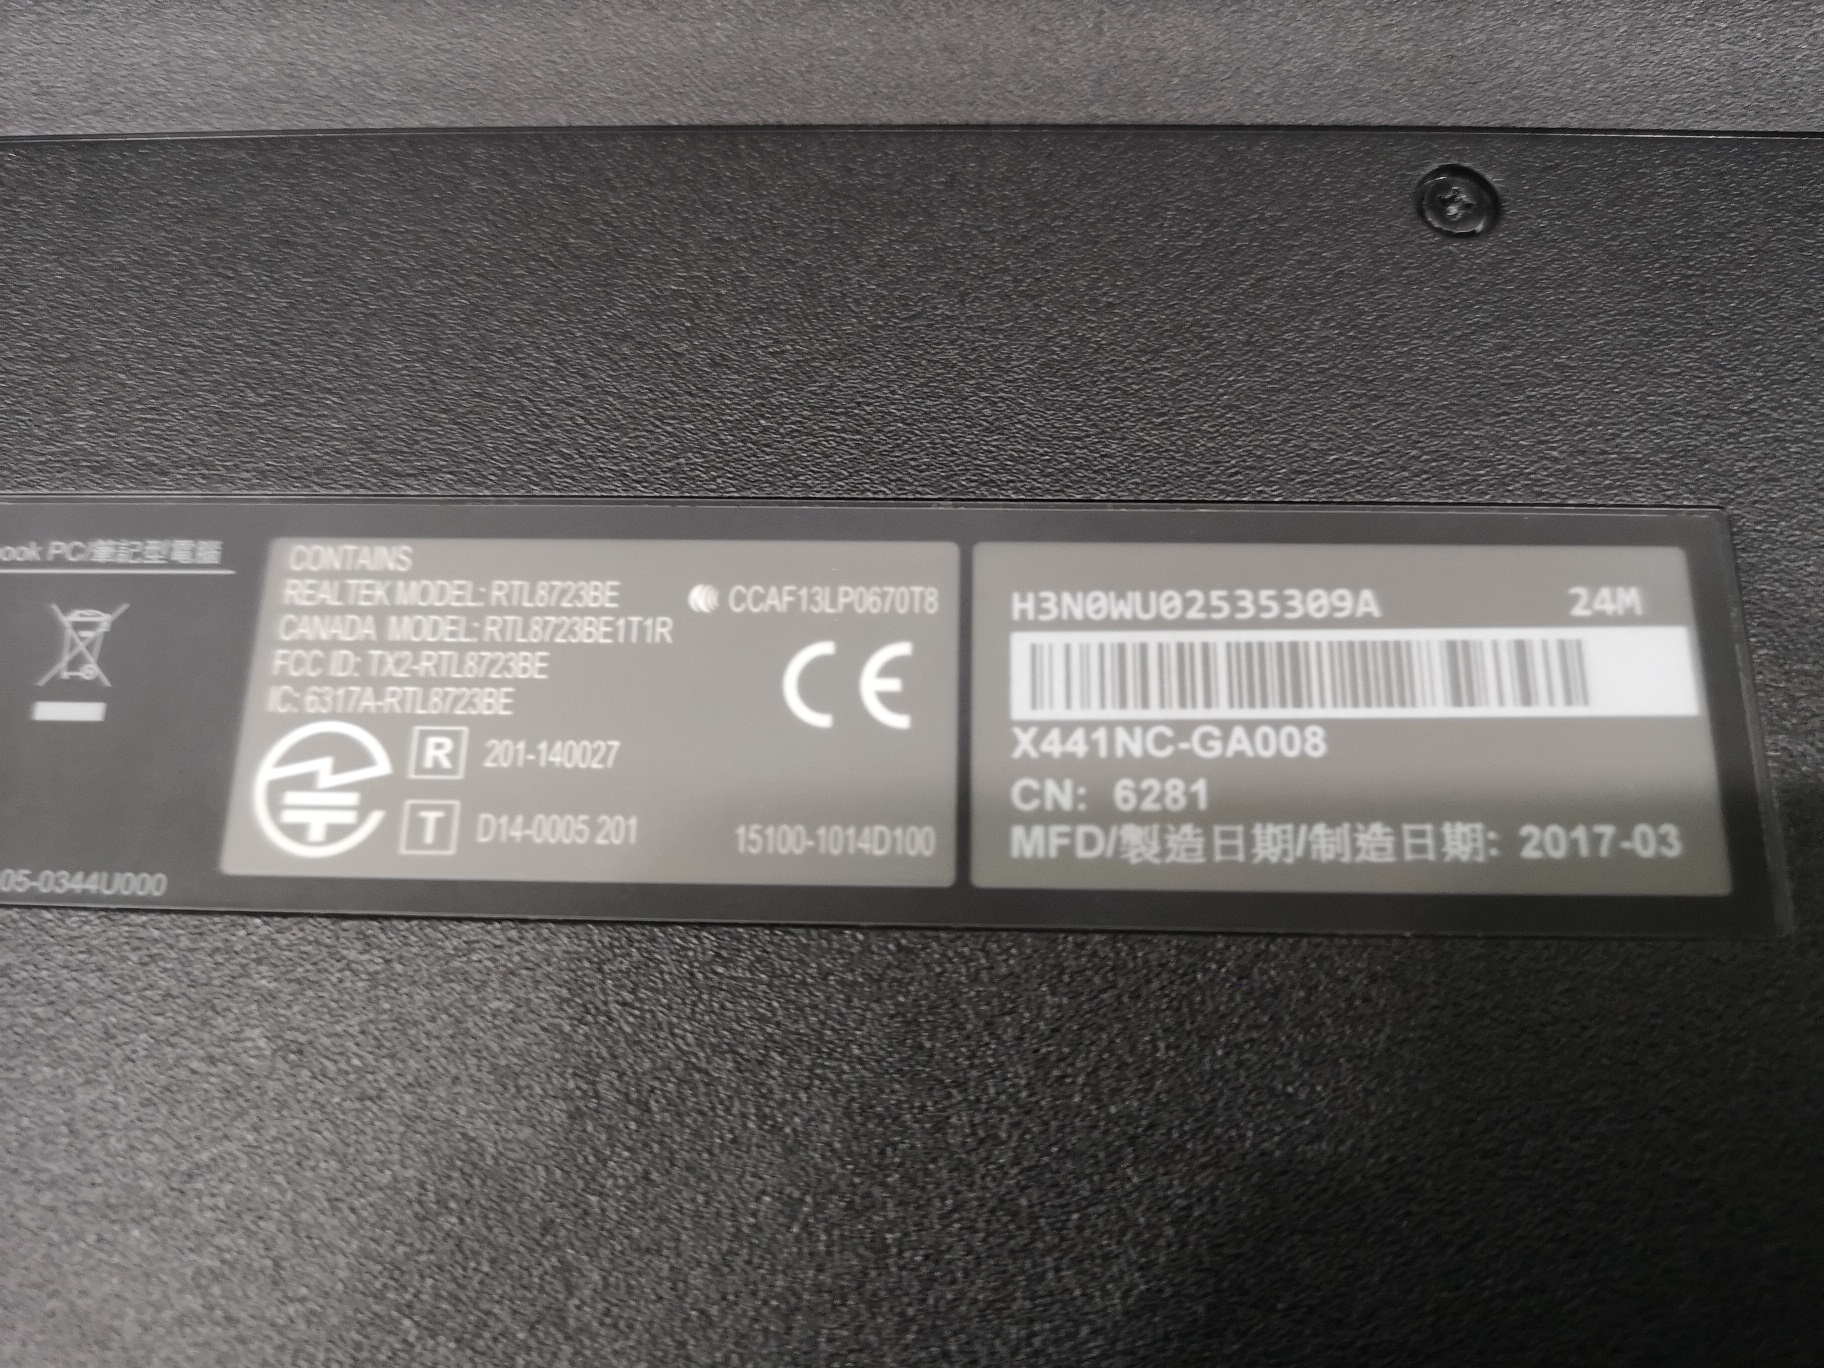 ook PC/筆記型電腦
05-0344U000
CONTAINS
REALTEK MODEL: RTL8723BE
CCAF13LP0670T8
CANADA MODEL: RTL8723BE1T1R
FCC ID: TX2-RTL8723BE
IC: 6317A-RTL8723BE
CE
R 201-140027
T D14-0005 201
15100-1014D100
H3N0WU02535309A 24M
X441NC-GA008
CN: 6281
MFD/製造日期/制造日期: 2017-03